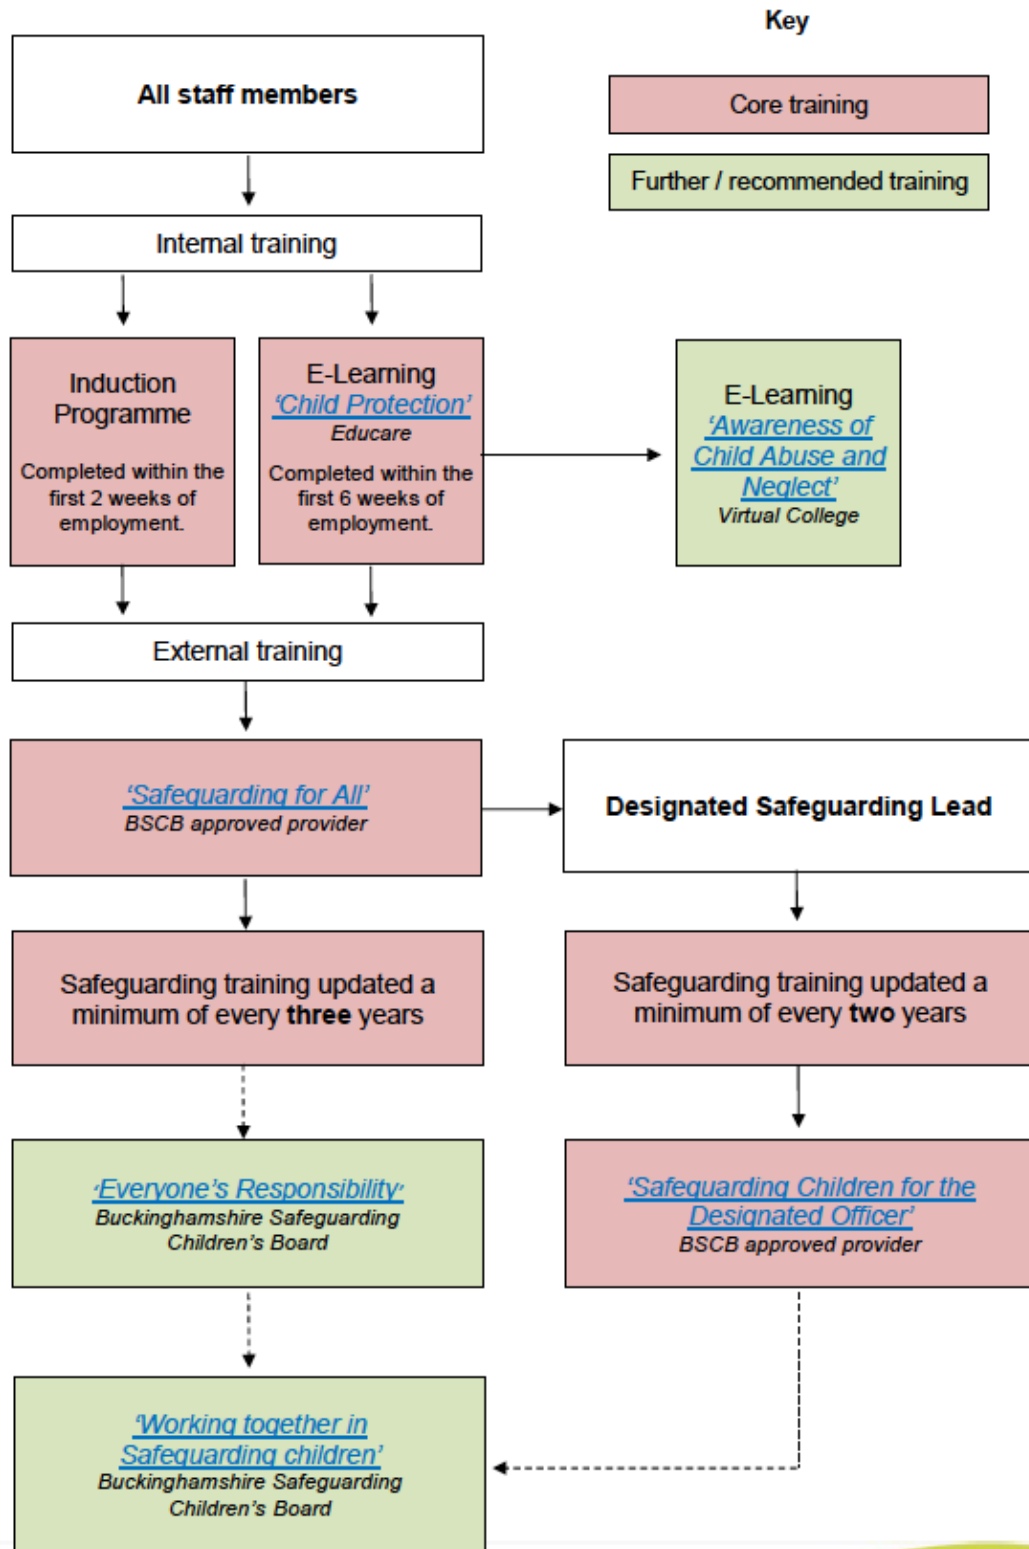 Key
All staff members
Core training
Further / recommended training
Internal training
Induction
Programme
Completed within the
first 2 weeks of
employment.
E-Learning
‘Child Protection’
Educare
Completed within the
first 6 weeks of
employment.
E-Learning
‘Awareness of
Child Abuse and
Neglect’
Virtual College
External training
‘Safeguarding for All’
BSCB approved provider
Designated Safeguarding Lead
Safeguarding training updated a
minimum of every three years
Safeguarding training updated a
minimum of every two years
‘Everyone’s Responsibility’
Buckinghamshire Safeguarding
Children’s Board
‘Safeguarding Children for the
Designated Officer’
BSCB approved provider
‘Working together in
Safeguarding children’
Buckinghamshire Safeguarding
Children’s Board